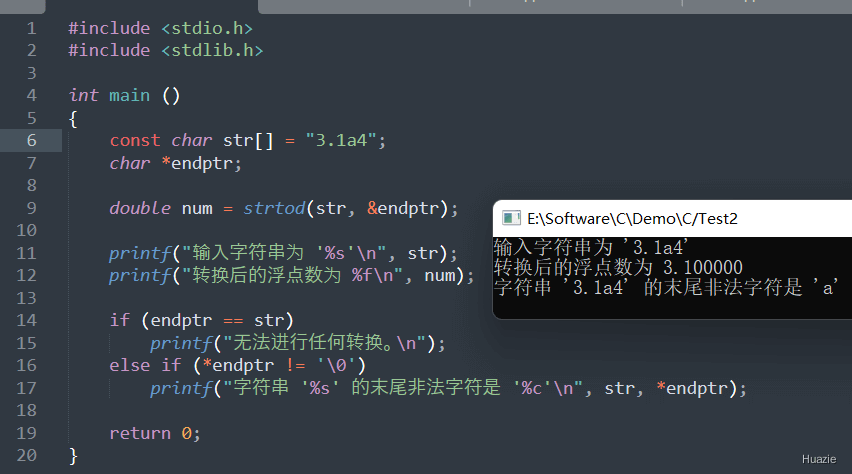 1 #include <stdio.h>
2 #include <stdlib.h>
3
4 int main ()
5 {
6 const char str[] = "3.1a4";
7 char *endptr;
8
9 double num = strtod(str, &endptr);
10
11 printf("输入字符串为 '%s'\n", str);
12 printf("转换后的浮点数为 %f\n", num);
13
14 if (endptr == str)
15 printf("无法进行任何转换。\n");
16 else if (*endptr != '\0')
17 printf("字符串 '%s' 的末尾非法字符是 '%c'\n", str, *endptr);
18
19 return 0;
20 }
E:\Software\C\Demo\C/Test2
输入字符串为 '3.1a4'
转换后的浮点数为 3.100000
字符串 '3.1a4' 的末尾非法字符是 'a'
Huazie